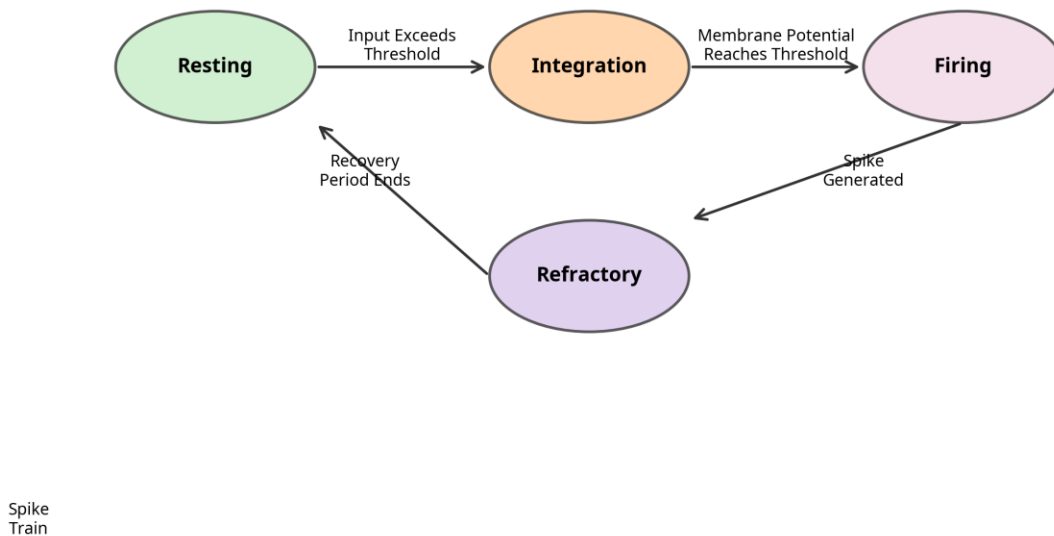 Resting
Input Exceeds
Threshold
Integration
Membrane Potential
Reaches Threshold
Firing
Recovery
Period Ends
Spike
Generated
Refractory
Spike
Train